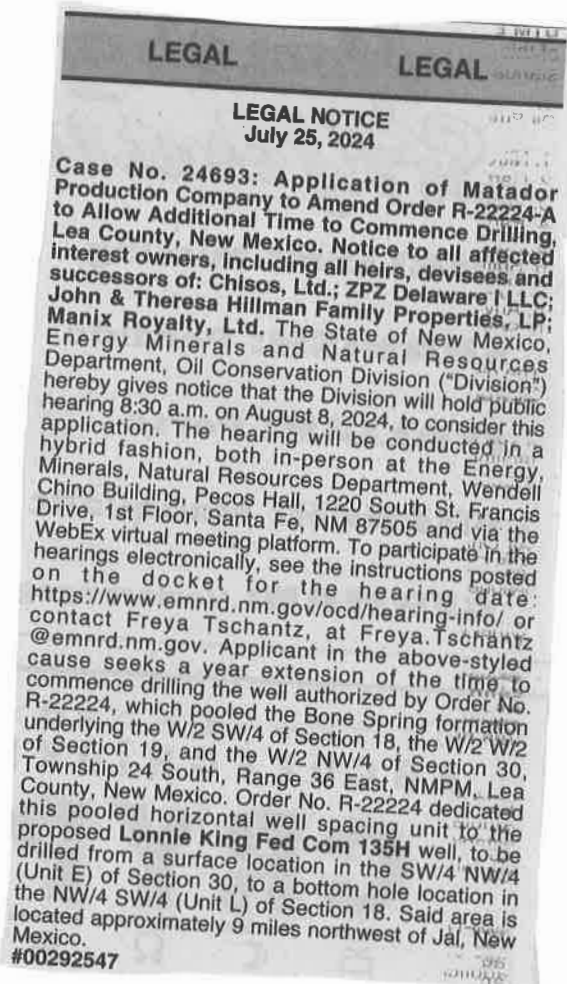 LEGAL LEGAL
LEGAL NOTICE
July 25, 2024
Case No. 24693: Application of Matador
Production Company to Amend Order R-22224-A
to Allow Additional Time to Commence Drilling,
Lea County, New Mexico. Notice to all affected
interest owners, including all heirs, devisees and
successors of: Chisos, Ltd.; ZPZ Delaware I LLC;
John & Theresa Hillman Family Properties, LP;
Manix Royalty, Ltd. The State of New Mexico,
Energy Minerals and Natural Resources
Department, Oil Conservation Division ("Division")
hereby gives notice that the Division will hold public
hearing 8:30 a.m. on August 8, 2024, to consider this
application. The hearing will be conducted in a
hybrid fashion, both in-person at the Energy,
Minerals, Natural Resources Department, Wendell
Chino Building, Pecos Hall, 1220 South St. Francis
Drive, 1st Floor, Santa Fe, NM 87505 and via the
WebEx virtual meeting platform. To participate in the
hearings electronically, see the instructions posted
on the docket for the hearing date:
https://www.emnrd.nm.gov/ocd/hearing-info/ or
contact Freya Tschantz, at Freya.Tschantz
@emnrd.nm.gov. Applicant in the above-styled
cause seeks a year extension of the time to
commence drilling the well authorized by Order No.
R-22224, which pooled the Bone Spring formation
underlying the W/2 SW/4 of Section 18, the W/2 W/2
of Section 19, and the W/2 NW/4 of Section 30,
Township 24 South, Range 36 East, NMPM, Lea
County, New Mexico. Order No. R-22224 dedicated
this pooled horizontal well spacing unit to the
proposed Lonnie King Fed Com 135H well, to be
drilled from a surface location in the SW/4 NW/4
(Unit E) of Section 30, to a bottom hole location in
the NW/4 SW/4 (Unit L) of Section 18. Said area is
located approximately 9 miles northwest of Jal, New
Mexico.
#00292547